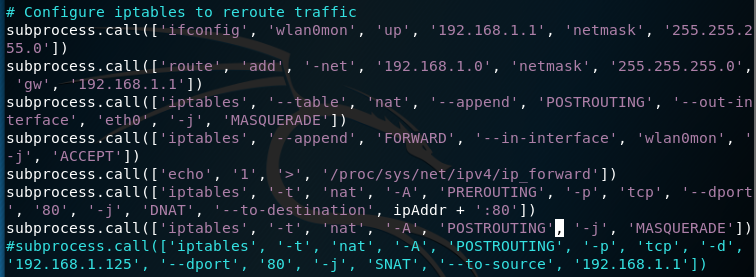 # Configure iptables to reroute traffic
subprocess.call(['ifconfig', 'wlan0mon', 'up', '192.168.1.1', 'netmask', '255.255.2
55.0'])
subprocess.call(['route', 'add', '-net', '192.168.1.0', 'netmask', '255.255.255.0',
 'gw', '192.168.1.1'])
subprocess.call(['iptables', '--table', 'nat', '--append', 'POSTROUTING', '--out-in
terface', 'eth0', '-j', 'MASQUERADE'])
subprocess.call(['iptables', '--append', 'FORWARD', '--in-interface', 'wlan0mon', '
-j', 'ACCEPT'])
subprocess.call(['echo', '1', '>', '/proc/sys/net/ipv4/ip_forward'])
subprocess.call(['iptables', '-t', 'nat', '-A', 'PREROUTING', '-p', 'tcp', '--dport
', '80', '-j', 'DNAT', '--to-destination', ipAddr + ':80'])
subprocess.call(['iptables', '-t', 'nat', '-A', 'POSTROUTING', '-j', 'MASQUERADE'])
#subprocess.call(['iptables', '-t', 'nat', '-A', 'POSTROUTING', '-p', 'tcp', '-d',
'192.168.1.125', '--dport', '80', '-j', 'SNAT', '--to-source', '192.168.1.1'])